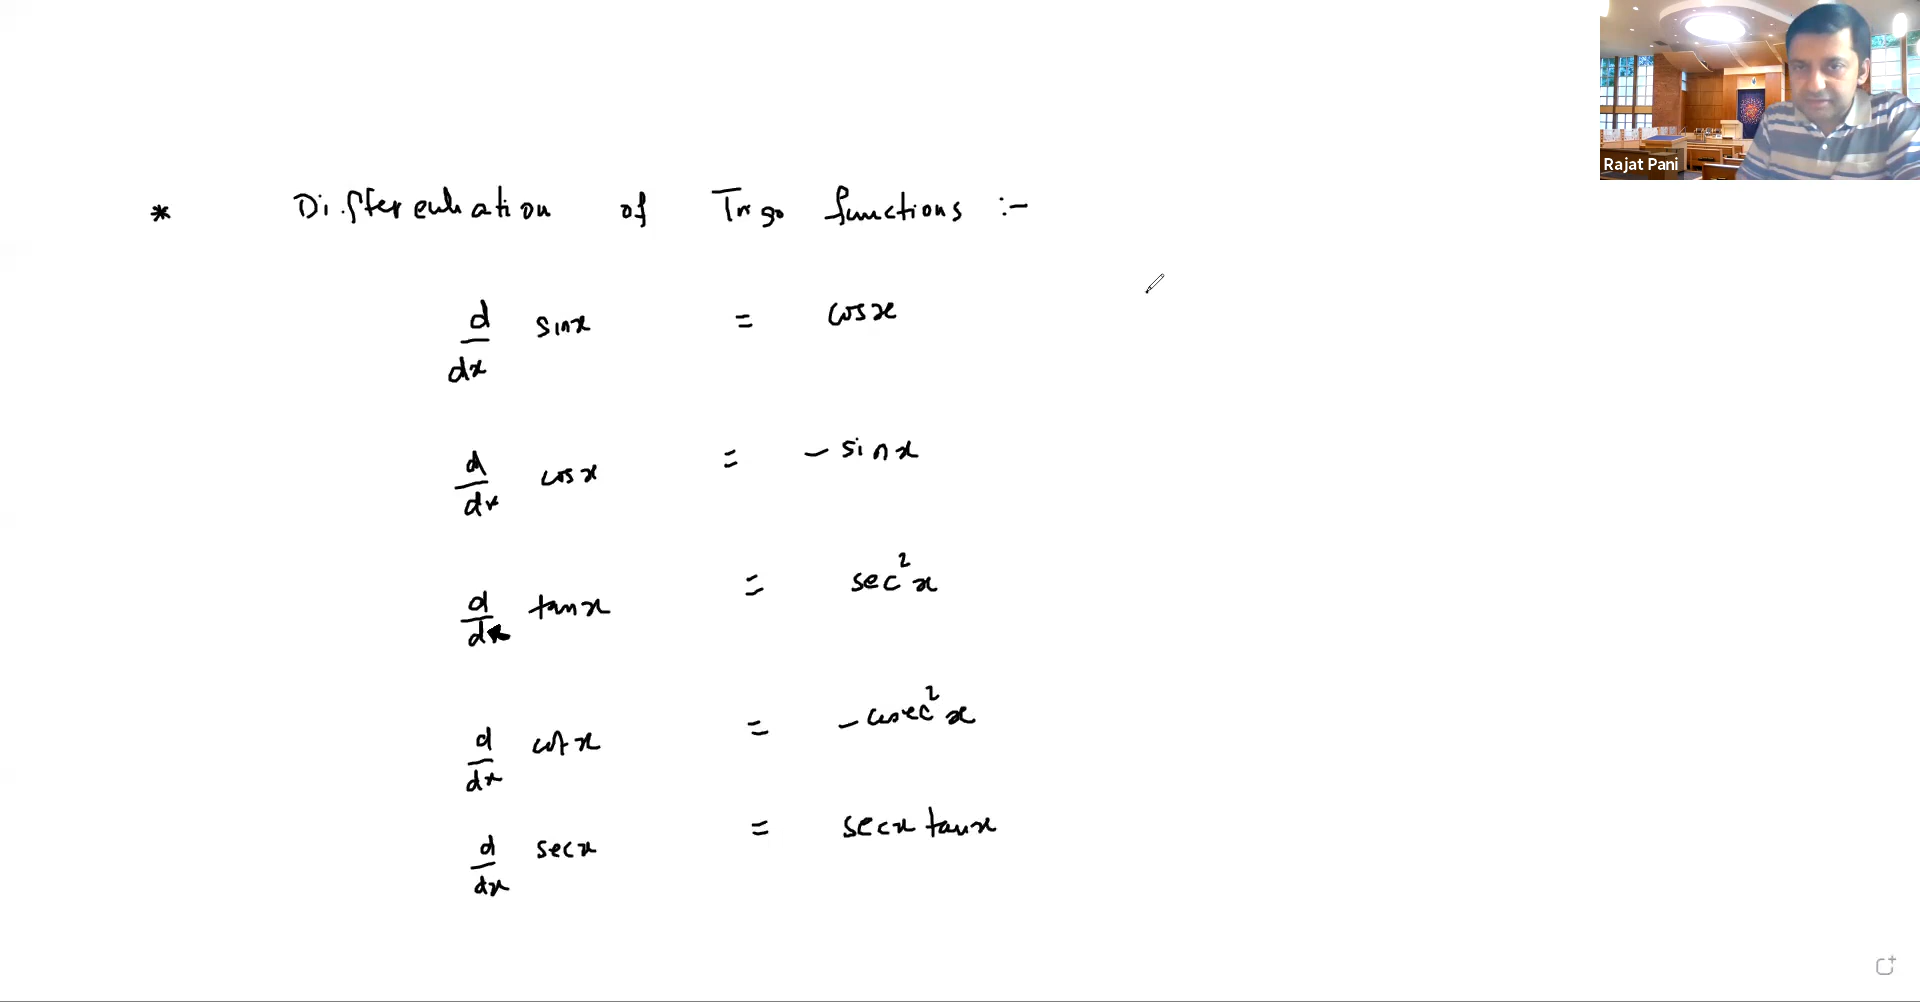 Rajat Pani
* Differentiation of Trigo functions :-
d/dx sinx = cosx
d/dx cosx = - sinx
d/dx tanx = sec²x
d/dx cotx = - cosec²x
d/dx secx = secx tanx